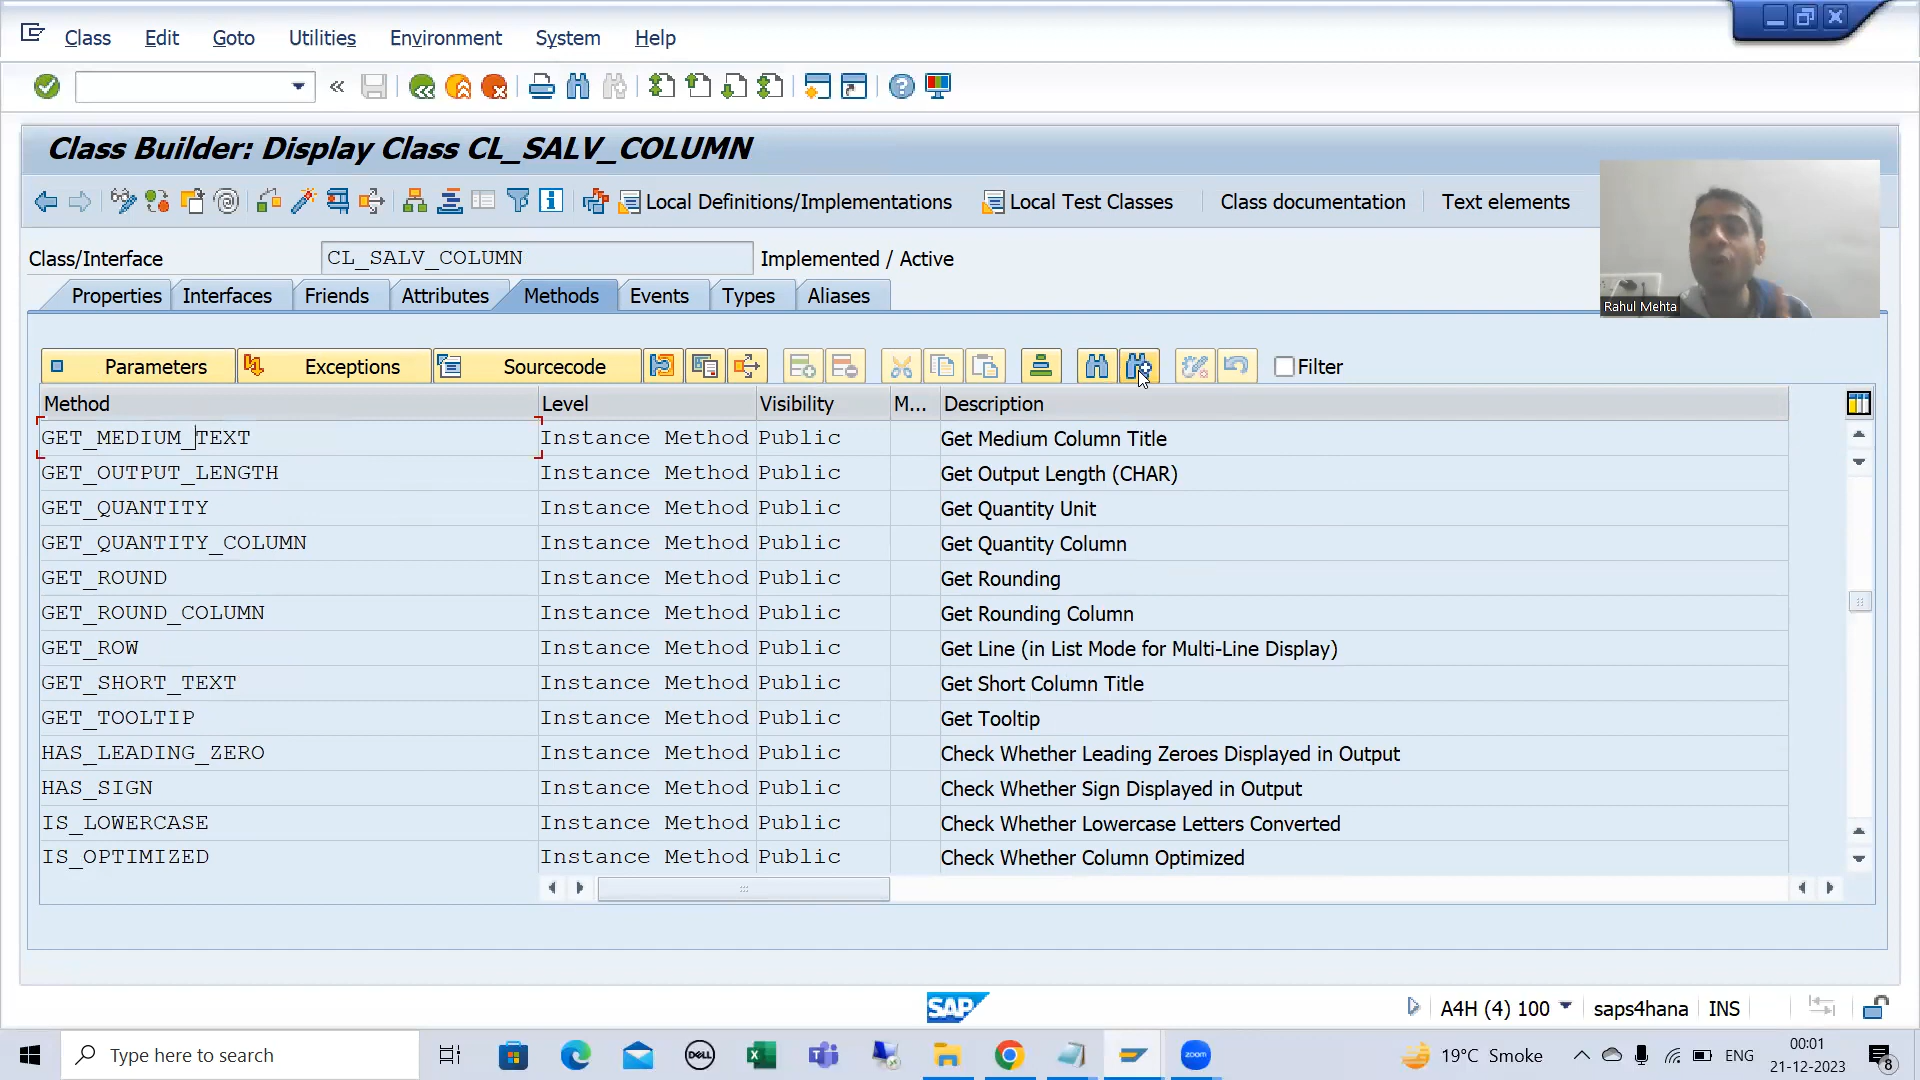 Class Edit Goto Utilities Environment System Help
Class Builder: Display Class CL_SALV_COLUMN
Local Definitions/Implementations Local Test Classes Class documentation Text elements
Class/Interface CL_SALV_COLUMN Implemented / Active
Properties Interfaces Friends Attributes Methods Events Types Aliases
Rahul Mehta
Parameters Exceptions Sourcecode Filter
Method Level Visibility M... Description
GET_MEDIUM_TEXT Instance Method Public Get Medium Column Title
GET_OUTPUT_LENGTH Instance Method Public Get Output Length (CHAR)
GET_QUANTITY Instance Method Public Get Quantity Unit
GET_QUANTITY_COLUMN Instance Method Public Get Quantity Column
GET_ROUND Instance Method Public Get Rounding
GET_ROUND_COLUMN Instance Method Public Get Rounding Column
GET_ROW Instance Method Public Get Line (in List Mode for Multi-Line Display)
GET_SHORT_TEXT Instance Method Public Get Short Column Title
GET_TOOLTIP Instance Method Public Get Tooltip
HAS_LEADING_ZERO Instance Method Public Check Whether Leading Zeroes Displayed in Output
HAS_SIGN Instance Method Public Check Whether Sign Displayed in Output
IS_LOWERCASE Instance Method Public Check Whether Lowercase Letters Converted
IS_OPTIMIZED Instance Method Public Check Whether Column Optimized
SAP A4H (4) 100 saps4hana INS
Type here to search DELL zoom 19°C Smoke ENG 00:01
21-12-2023 8